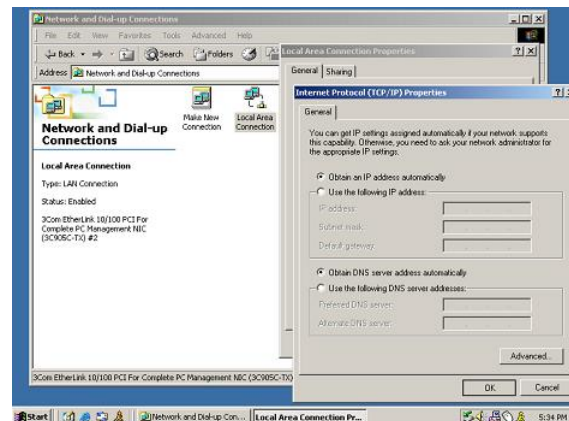 Network and Dial-up Connections
File Edit View Favorites Tools Advanced Help
Back Search Folders
Address Network and Dial-up Connections
Network and Dial-up
Connections
Local Area Connection
Type: LAN Connection
Status: Enabled
3Com EtherLink 10/100 PCI For
Complete PC Management NIC
(3C905C-TX) #2
Make New
Connection
Local Area
Connection
3Com EtherLink 10/100 PCI For Complete PC Management NIC (3C905C-TX)
Local Area Connection Properties
General Sharing
Internet Protocol (TCP/IP) Properties
General
You can get IP settings assigned automatically if your network supports
this capability. Otherwise, you need to ask your network administrator for
the appropriate IP settings.
Obtain an IP address automatically
Use the following IP address:
IP address:
Subnet mask:
Default gateway:
Obtain DNS server address automatically
Use the following DNS server addresses:
Preferred DNS server:
Alternate DNS server:
Advanced...
OK Cancel
Start Network and Dial-up Con... Local Area Connection Pr... 5:34 PM